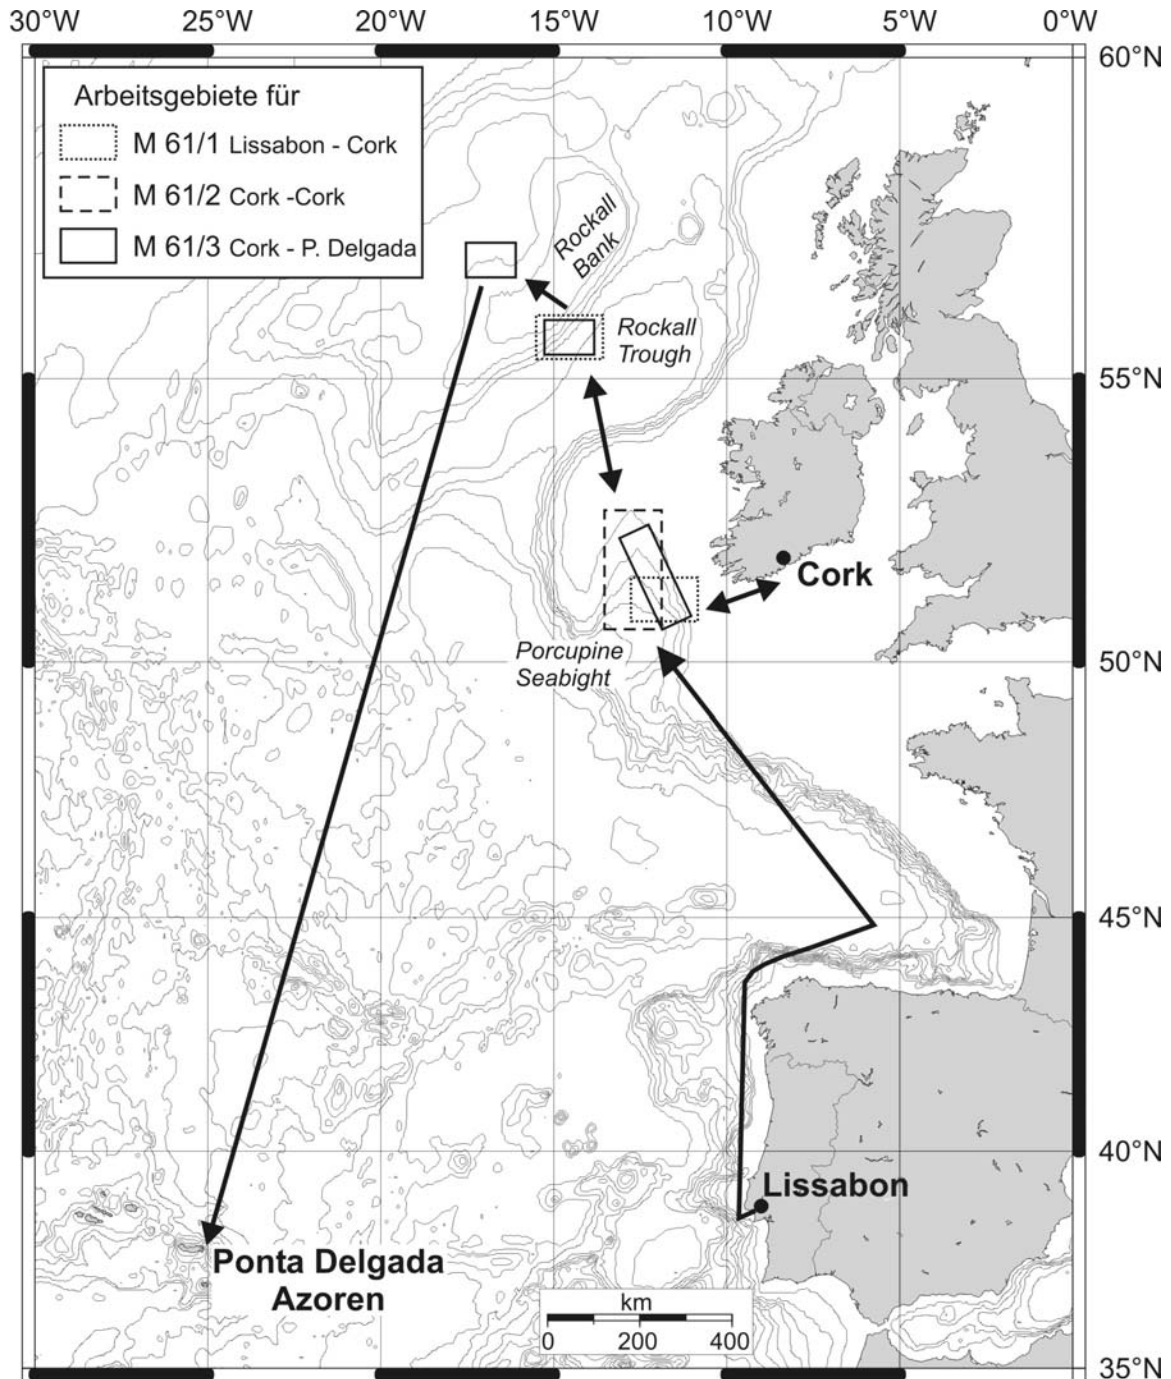 30°W 25°W 20°W 15°W 10°W 5°W 0°W
60°N
Arbeitsgebiete für
M 61/1 Lissabon - Cork
M 61/2 Cork -Cork
M 61/3 Cork - P. Delgada
Rockall
Bank
Rockall
Trough
55°N
Cork
Porcupine
Seabight
50°N
45°N
40°N
Lissabon
Ponta Delgada
Azoren
km
0 200 400
35°N